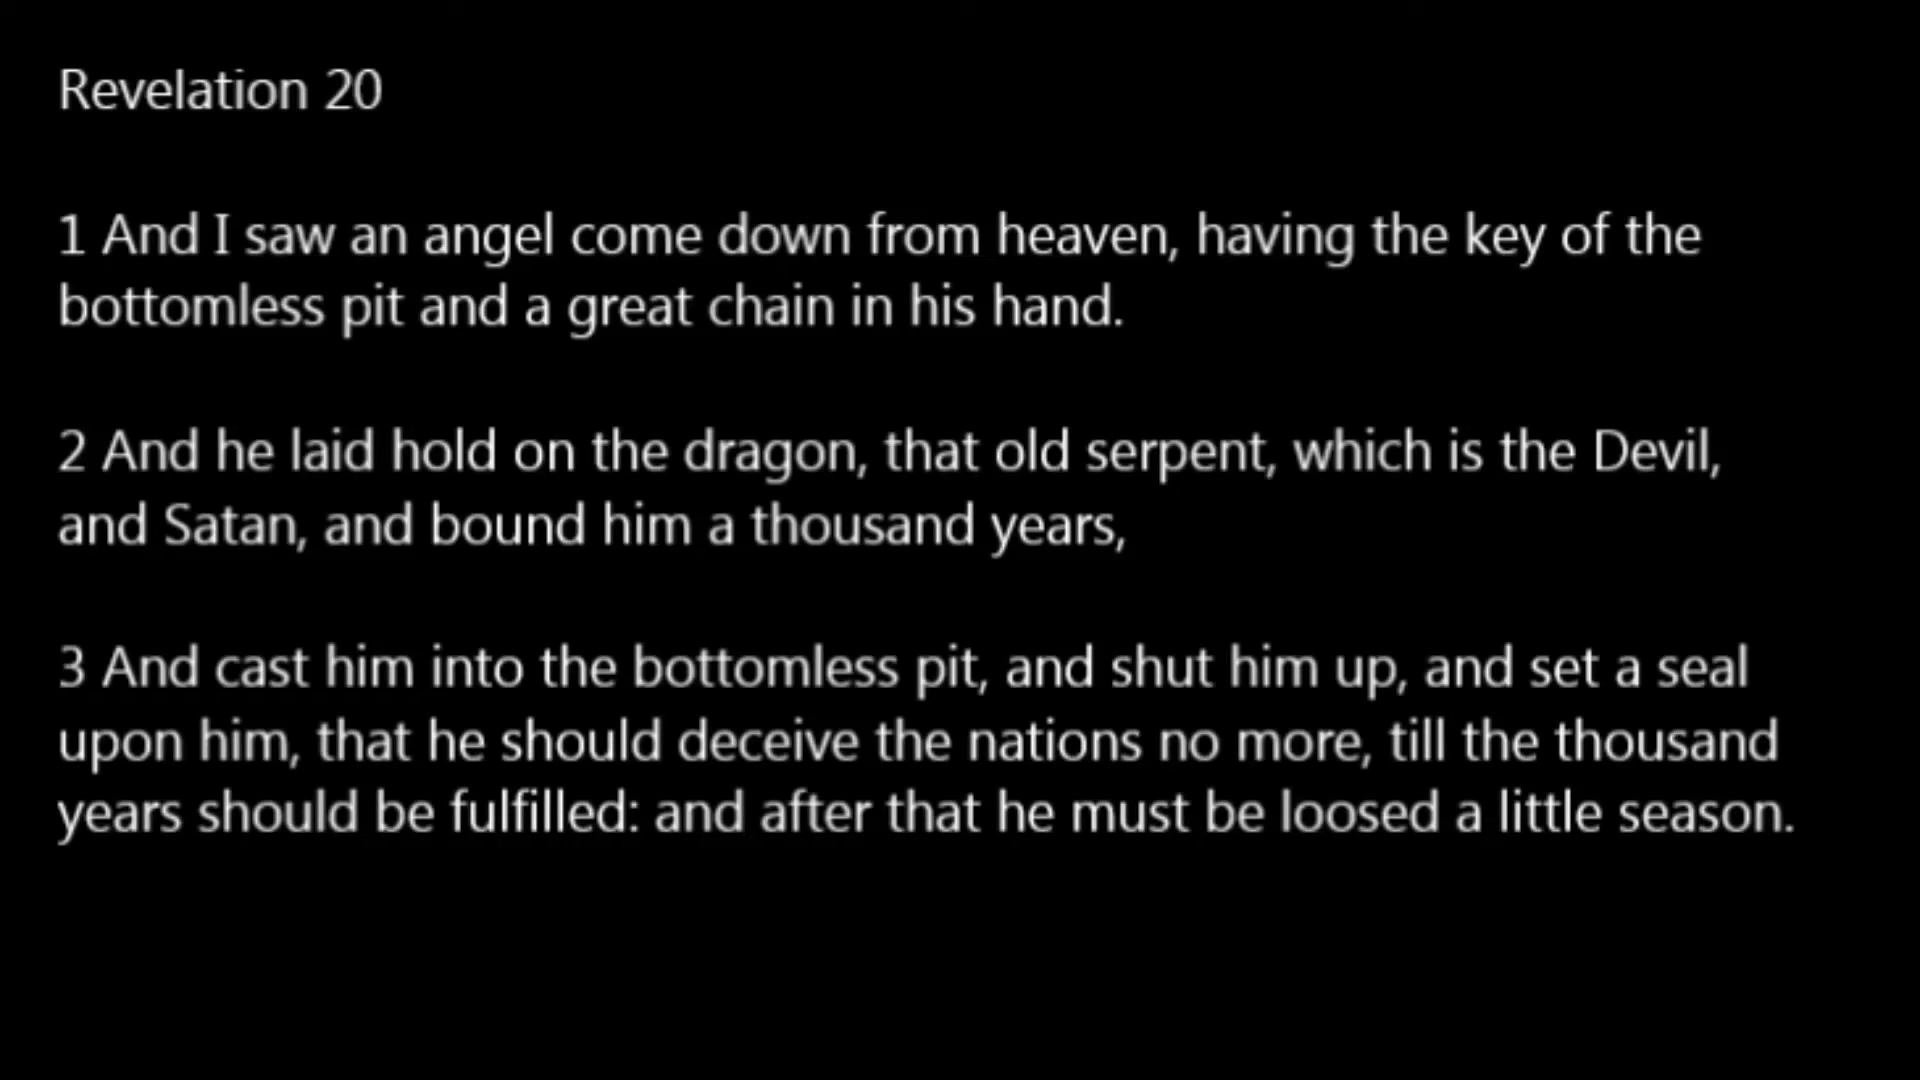 Revelation 20
1 And I saw an angel come down from heaven, having the key of the
bottomless pit and a great chain in his hand.
2 And he laid hold on the dragon, that old serpent, which is the Devil,
and Satan, and bound him a thousand years,
3 And cast him into the bottomless pit, and shut him up, and set a seal
upon him, that he should deceive the nations no more, till the thousand
years should be fulfilled: and after that he must be loosed a little season.